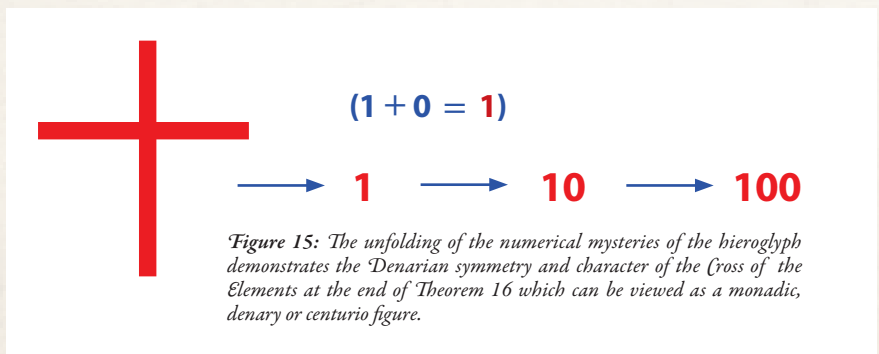 (1 + 0 = 1)
1 10 100
Figure 15: The unfolding of the numerical mysteries of the hieroglyph
demonstrates the Denarian symmetry and character of the Cross of the
Elements at the end of Theorem 16 which can be viewed as a monadic,
denary or centurio figure.